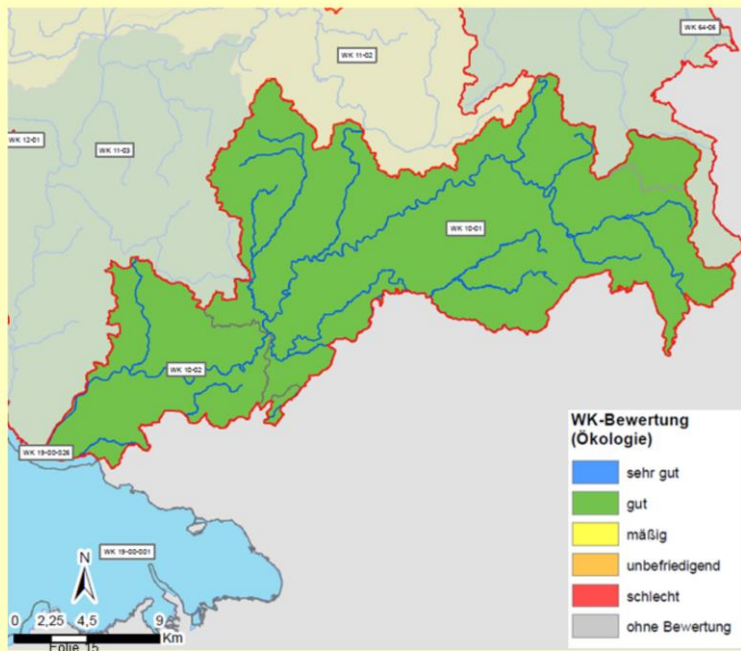 WK 11-02
WK 64-06
WK 12-01
WK 11-03
WK 10-01
WK 10-02
WK 19-00-026
WK 19-00-001
N
0 2,25 4,5 9
Km
Folie 15
WK-Bewertung
(Ökologie)
sehr gut
gut
mäßig
unbefriedigend
schlecht
ohne Bewertung